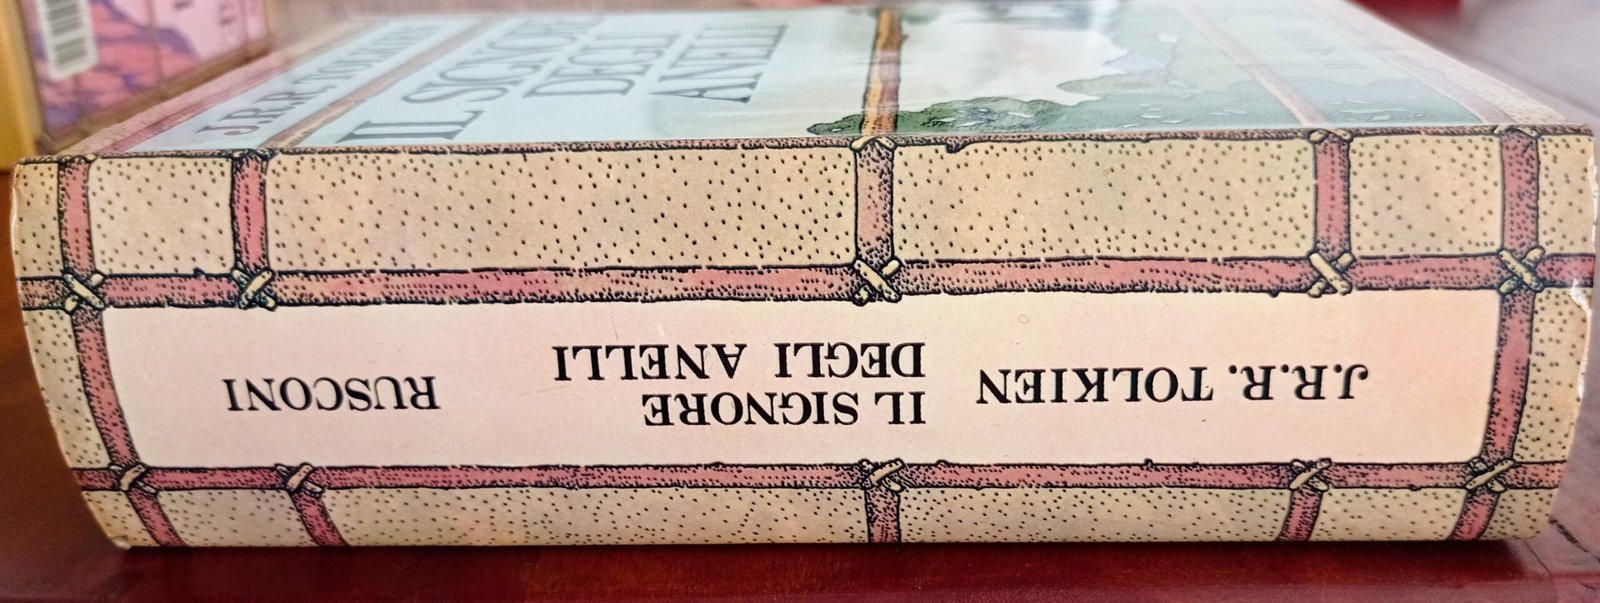 J.R.R. TOLKIEN
IL SIGNORE
DEGLI ANELLI
RUSCONI
J.R.R. TOLKIEN
IL SIGNORE
DEGLI
ANELLI